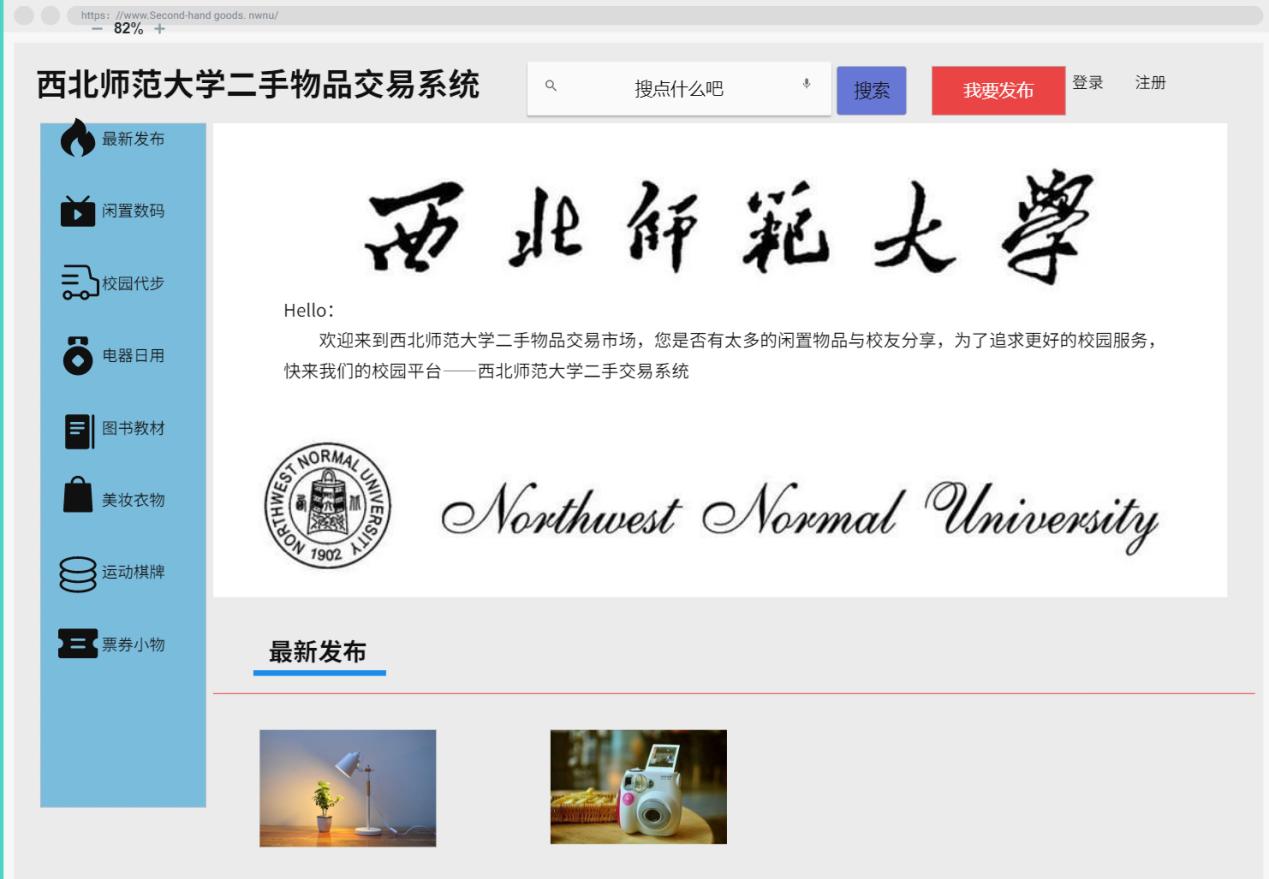 https: //www.Second-hand goods. nwnu/
82%
西北师范大学二手物品交易系统
搜点什么吧
搜索
我要发布
登录
注册
最新发布
闲置数码
校园代步
电器日用
图书教材
美妆衣物
运动棋牌
票券小物
西北师範大學
Hello：
欢迎来到西北师范大学二手物品交易市场，您是否有太多的闲置物品与校友分享，为了追求更好的校园服务，
快来我们的校园平台——西北师范大学二手交易系统
NORTHWEST NORMAL UNIVERSITY
1902
Northwest Normal University
最新发布